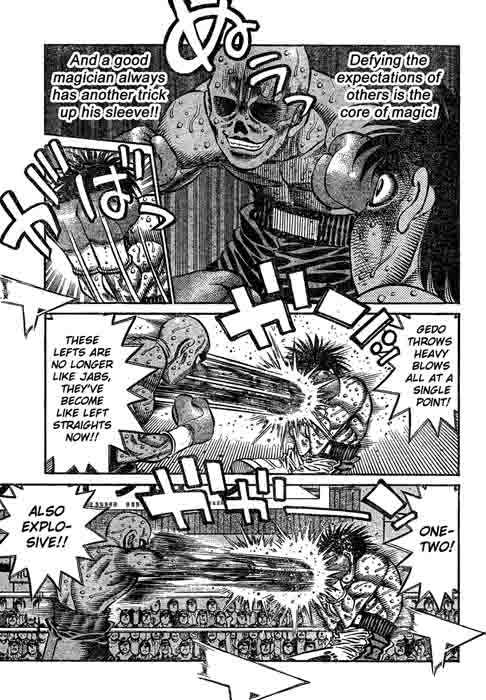 Defying the
expectations of
others is the
core of magic!
And a good
magician always
has another trick
up his sleeve!!
GEDO
THROWS
HEAVY
BLOWS
ALL AT A
SINGLE
POINT!
THESE
LEFTS ARE
NO LONGER
LIKE JABS,
THEY'VE
BECOME
LIKE LEFT
STRAIGHTS
NOW!!
ONE-
TWO!
ALSO
EXPLO-
SIVE!!